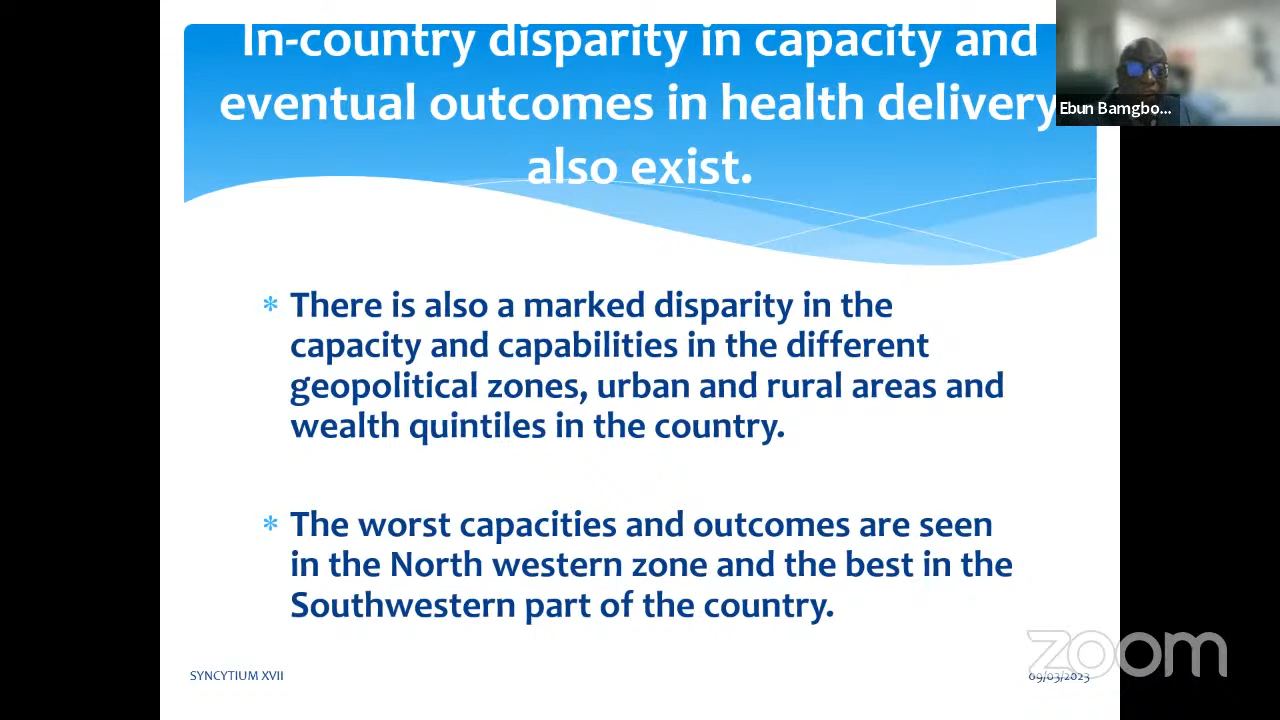 In-country disparity in capacity and
eventual outcomes in health delivery
also exist.
Ebun Bamgbo...
* There is also a marked disparity in the
capacity and capabilities in the different
geopolitical zones, urban and rural areas and
wealth quintiles in the country.
* The worst capacities and outcomes are seen
in the North western zone and the best in the
Southwestern part of the country.
zoom
SYNCYTIUM XVII
09/03/2023